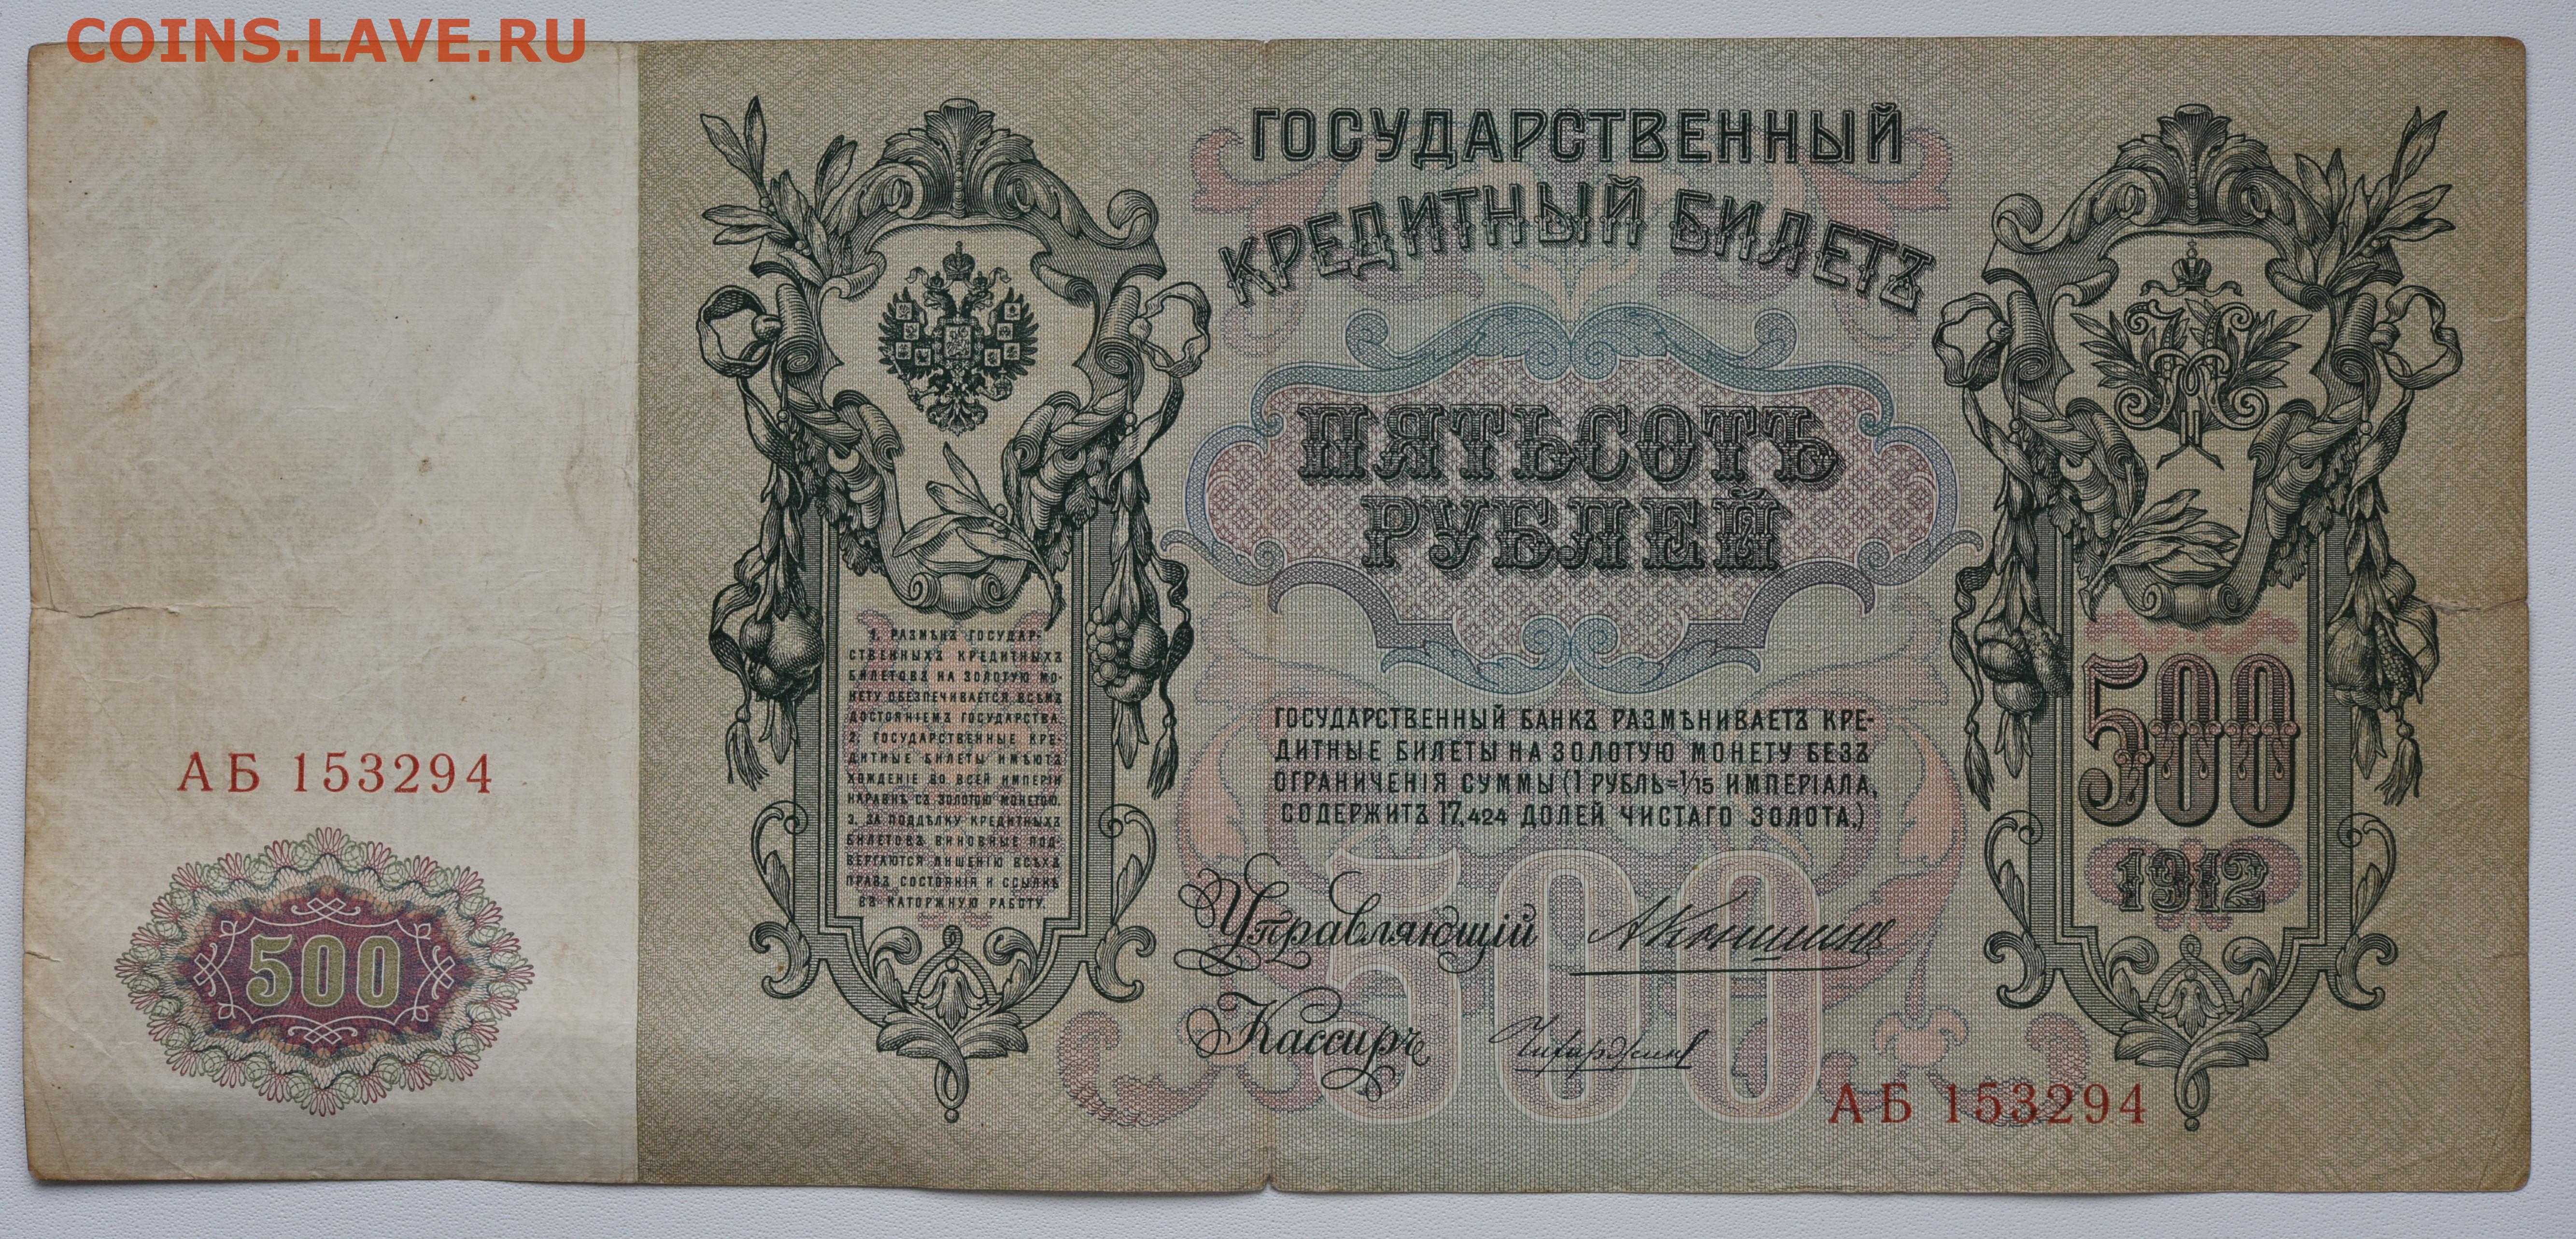 COINS.LAVE.RU
ГОСУДАРСТВЕННЫЙ
КРЕДИТНЫЙ БИЛЕТЪ
ПЯТЬСОТЪ
РУБЛЕЙ
1. РАЗМѢНЪ ГОСУДАР-
СТВЕННЫХЪ КРЕДИТНЫХЪ
БИЛЕТОВЪ НА ЗОЛОТУЮ МО-
НЕТУ ОБЕЗПЕЧИВАЕТСЯ ВСѢМЪ
ДОСТОЯНІЕМЪ ГОСУДАРСТВА.
2. ГОСУДАРСТВЕННЫЕ КРЕ-
ДИТНЫЕ БИЛЕТЫ ИМѢЮТЪ
ХОЖДЕНІЕ ВО ВСЕЙ ИМПЕРІИ
НАРАВНѢ СЪ ЗОЛОТОЮ МОНЕТОЮ.
3. ЗА ПОДДѢЛКУ КРЕДИТНЫХЪ
БИЛЕТОВЪ ВИНОВНЫЕ ПОД-
ВЕРГАЮТСЯ ЛИШЕНІЮ ВСѢХЪ
ПРАВЪ СОСТОЯНІЯ И ССЫЛКѢ
ВЪ КАТОРЖНУЮ РАБОТУ.
ГОСУДАРСТВЕННЫЙ БАНКЪ РАЗМѢНИВАЕТЪ КРЕ-
ДИТНЫЕ БИЛЕТЫ НА ЗОЛОТУЮ МОНЕТУ БЕЗЪ
ОГРАНИЧЕНІЯ СУММЫ (1 РУБЛЬ=1/15 ИМПЕРІАЛА,
СОДЕРЖИТЪ 17,424 ДОЛЕЙ ЧИСТАГО ЗОЛОТА.)
500
1912
АБ 153294
500
500
Управляющій АКоншинъ
Кассиръ
АБ 153294